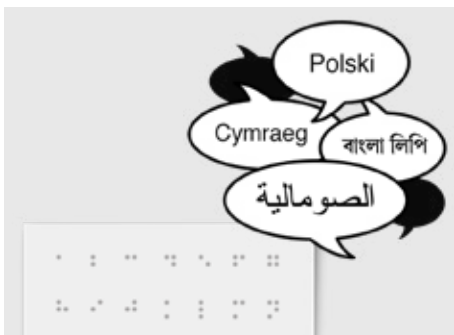 Polski
Cymraeg
বাংলা লিপি
الصومالية
⠁ ⠃ ⠉ ⠙ ⠑ ⠋ ⠛
⠓ ⠊ ⠚ ⠅ ⠇ ⠍ ⠝